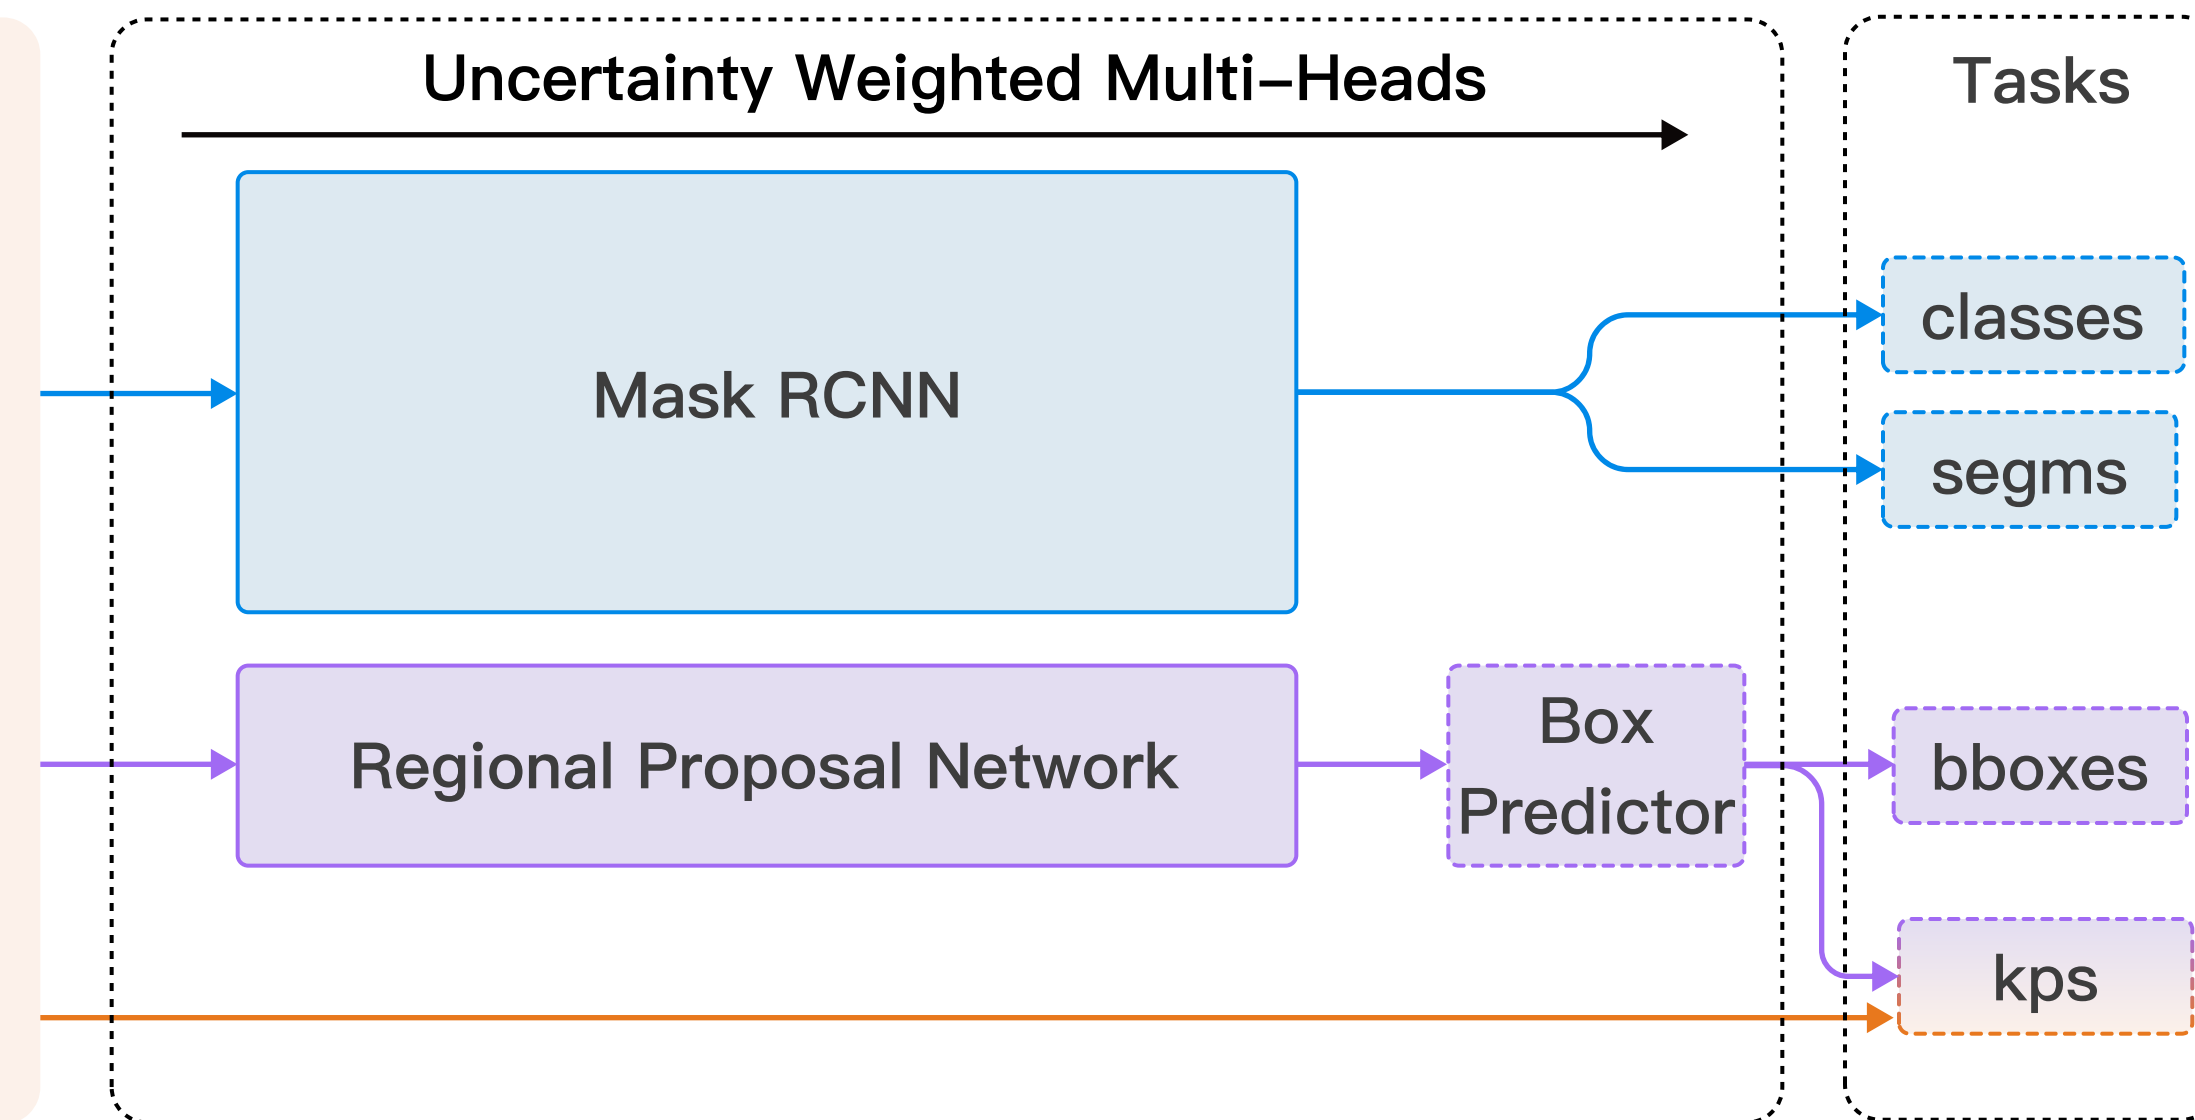 Uncertainty Weighted Multi–Heads
Tasks
Mask RCNN
classes
segms
Regional Proposal Network
Box
Predictor
bboxes
kps